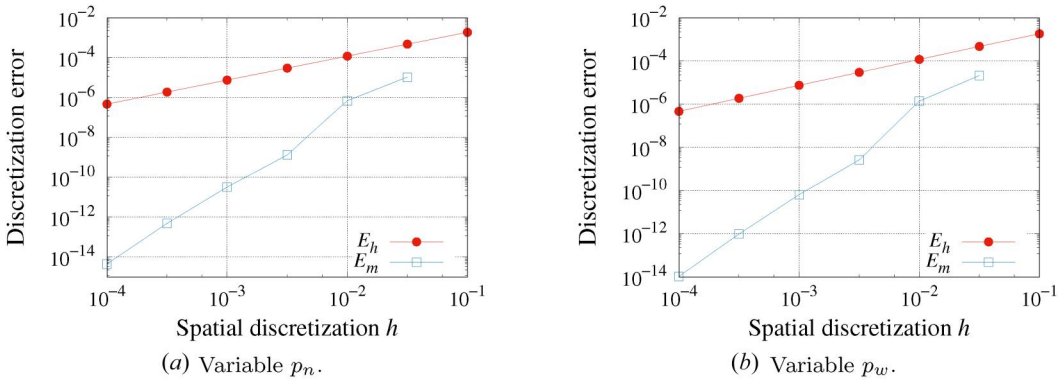 10^-2
10^-4
10^-6
10^-8
10^-10
10^-12
10^-14
Discretization error
E_h
E_m
10^-4 10^-3 10^-2 10^-1
Spatial discretization h
(a) Variable p_n.
10^-2
10^-4
10^-6
10^-8
10^-10
10^-12
10^-14
Discretization error
E_h
E_m
10^-4 10^-3 10^-2 10^-1
Spatial discretization h
(b) Variable p_w.